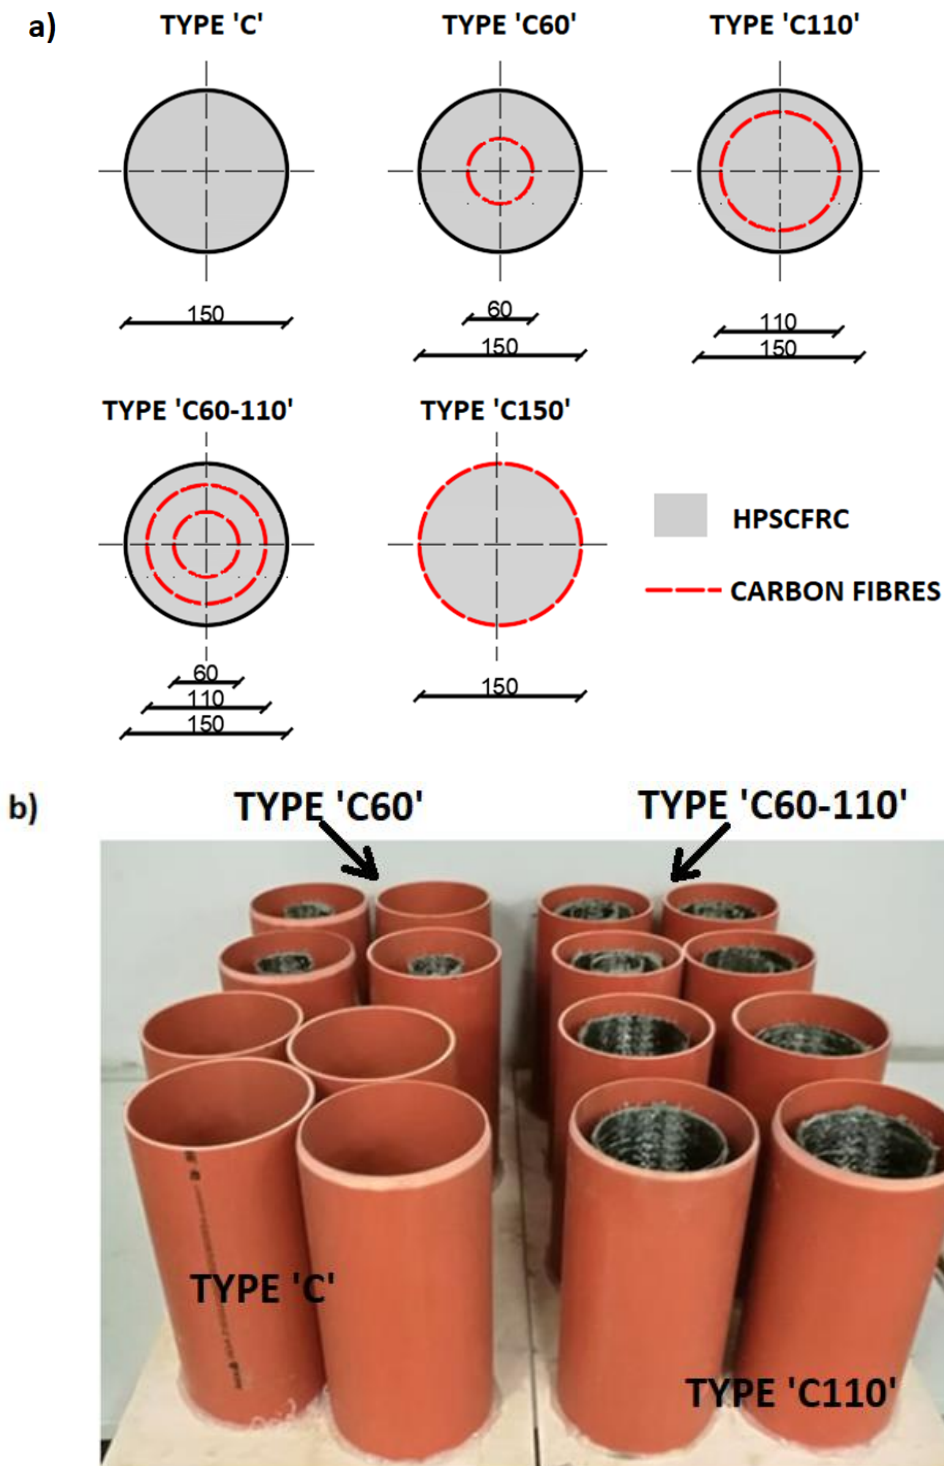 a)
TYPE 'C'
TYPE 'C60'
TYPE 'C110'
150
60
150
110
150
TYPE 'C60-110'
TYPE 'C150'
HPSCFRC
CARBON FIBRES
60
110
150
150
b)
TYPE 'C60'
TYPE 'C60-110'
TYPE 'C'
TYPE 'C110'